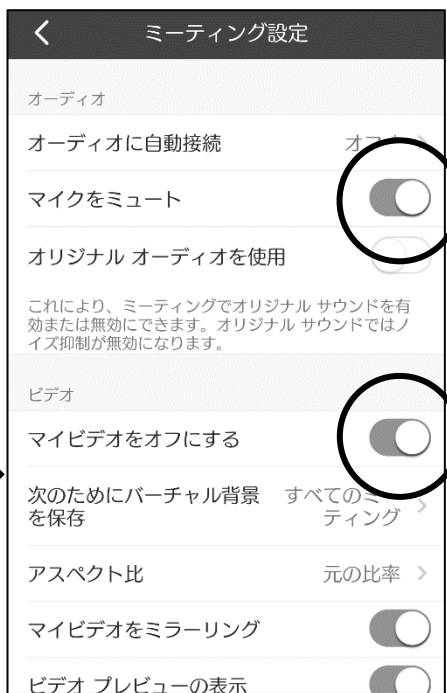 ミーティング設定
オーディオ
オーディオに自動接続
マイクをミュート
オリジナル オーディオを使用
これにより、ミーティングでオリジナル サウンドを有
効または無効にできます。オリジナル サウンドではノ
イズ抑制が無効になります。
ビデオ
マイビデオをオフにする
次のためにバーチャル背景 すべてのミー
を保存 ティング
アスペクト比 元の比率
マイビデオをミラーリング
ビデオ プレビューの表示